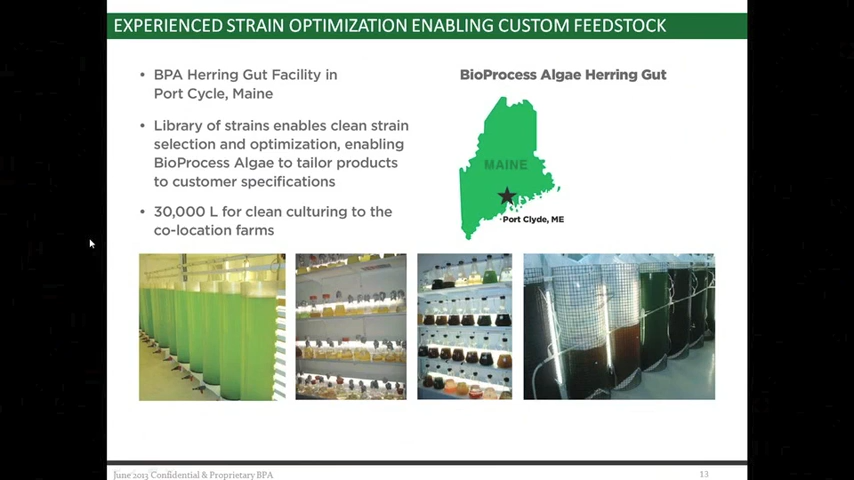 EXPERIENCED STRAIN OPTIMIZATION ENABLING CUSTOM FEEDSTOCK
• BPA Herring Gut Facility in
Port Cycle, Maine
• Library of strains enables clean strain
selection and optimization, enabling
BioProcess Algae to tailor products
to customer specifications
• 30,000 L for clean culturing to the
co-location farms
BioProcess Algae Herring Gut
MAINE
Port Clyde, ME
June 2013 Confidential & Proprietary BPA
13